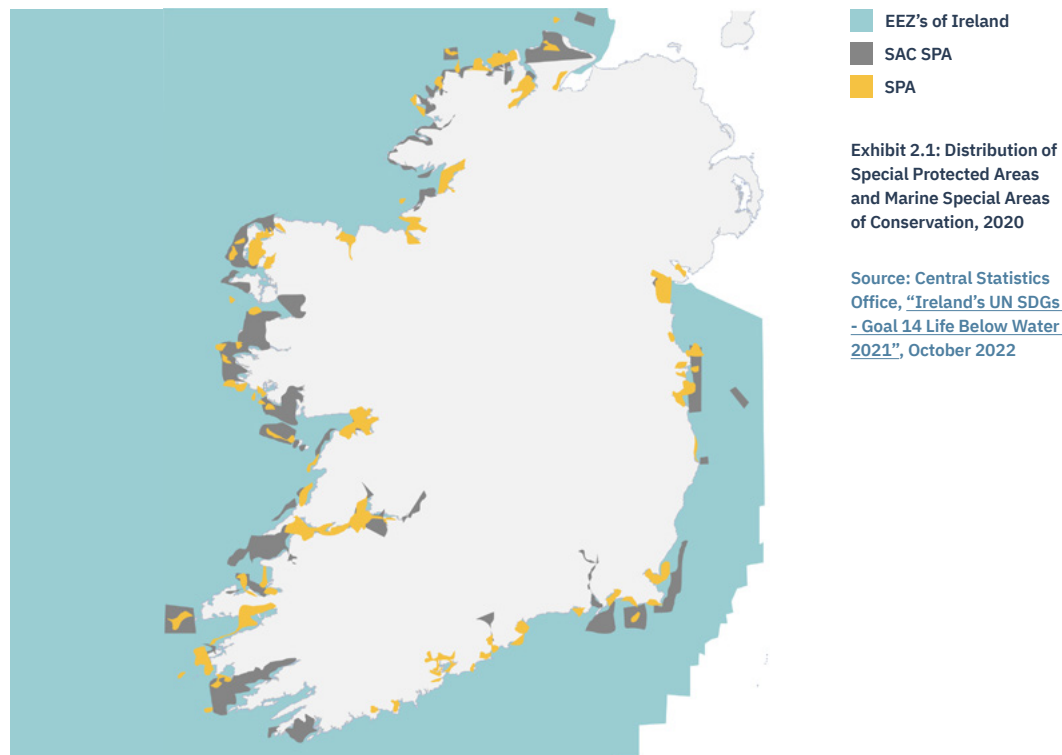 EEZ’s of Ireland
SAC SPA
SPA
Exhibit 2.1: Distribution of
Special Protected Areas
and Marine Special Areas
of Conservation, 2020
Source: Central Statistics
Office, “Ireland’s UN SDGs
- Goal 14 Life Below Water
2021”, October 2022